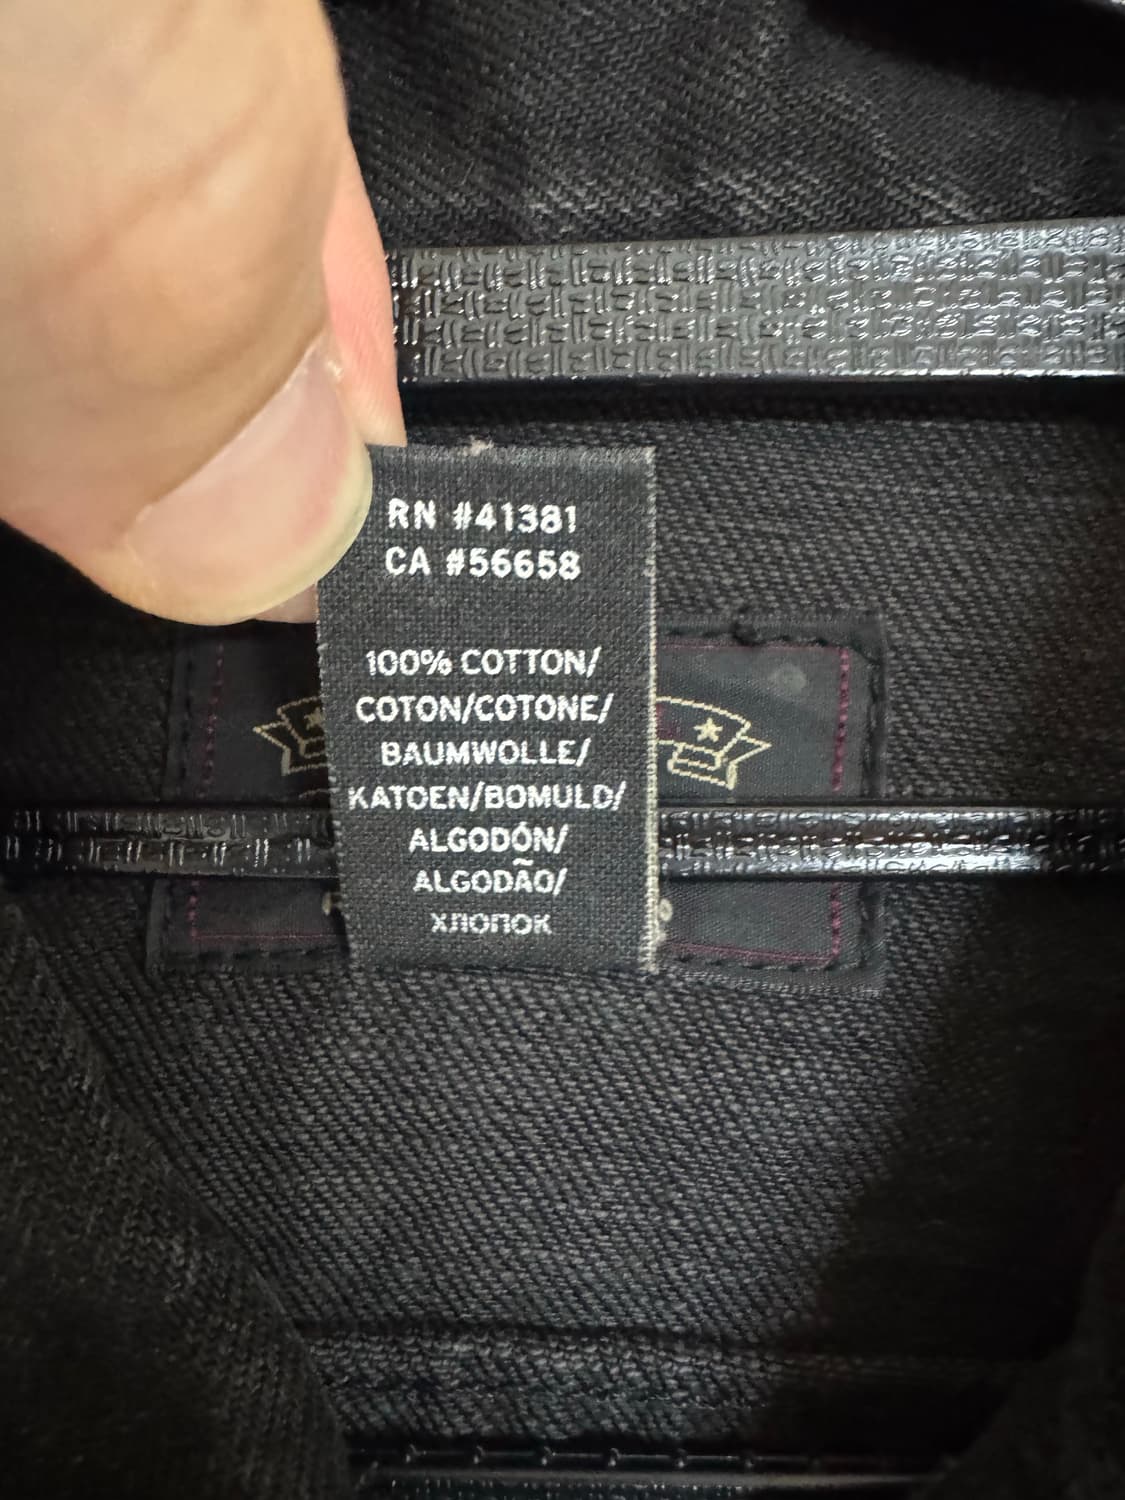 RN #41381
CA #56658
100% COTTON/
COTON/COTONE/
BAUMWOLLE/
KATOEN/BOMULD/
ALGODÓN/
ALGODÃO/
хлопок